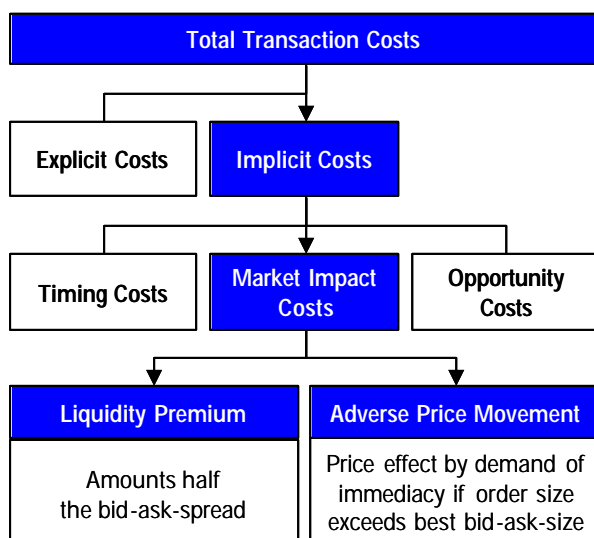 Total Transaction Costs
Explicit Costs
Implicit Costs
Timing Costs
Market Impact
Costs
Opportunity
Costs
Liquidity Premium
Adverse Price Movement
Amounts half
the bid-ask-spread
Price effect by demand of
immediacy if order size
exceeds best bid-ask-size